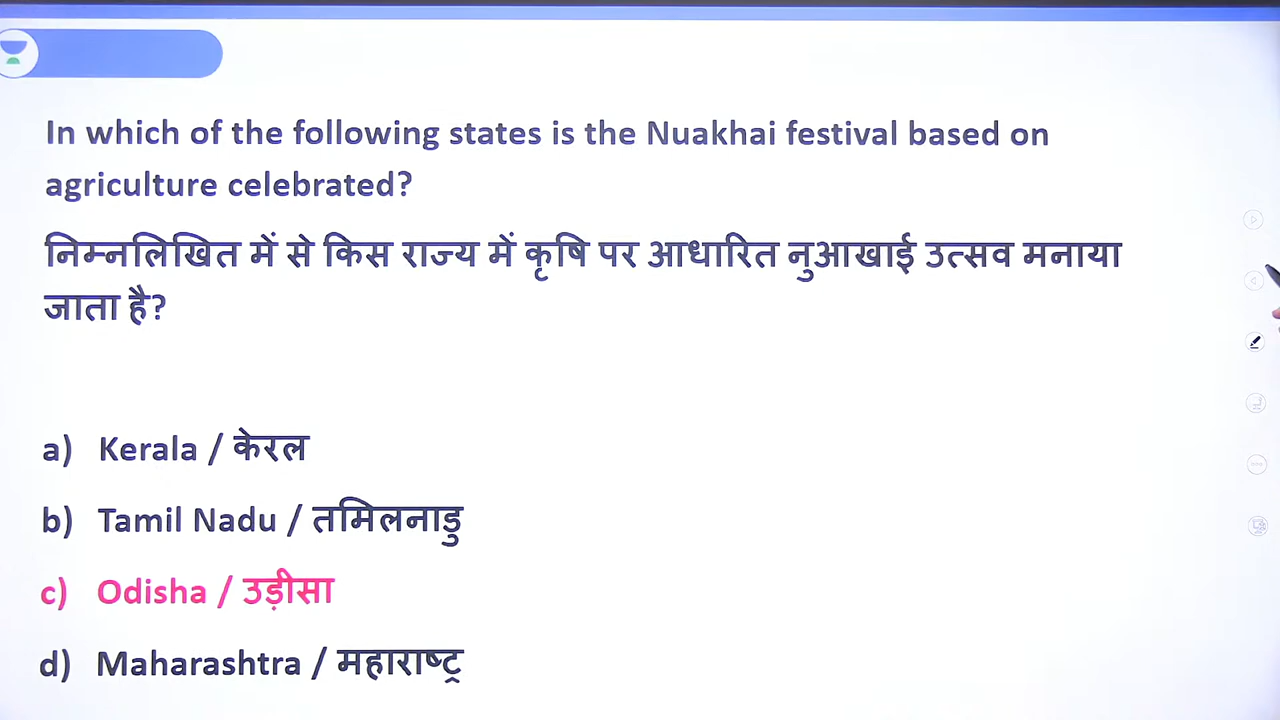 In which of the following states is the Nuakhai festival based on
agriculture celebrated?
निम्नलिखित में से किस राज्य में कृषि पर आधारित नुआखाई उत्सव मनाया
जाता है?
a) Kerala / केरल
b) Tamil Nadu / तमिलनाडु
c) Odisha / उड़ीसा
d) Maharashtra / महाराष्ट्र